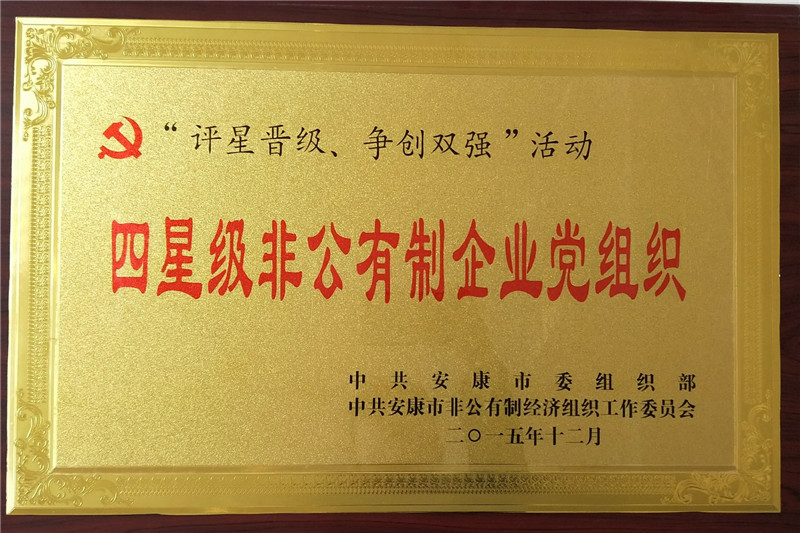 “评星晋级、争创双强”活动
四星级非公有制企业党组织
中共安康市委组织部
中共安康市非公有制经济组织工作委员会
二〇一五年十二月